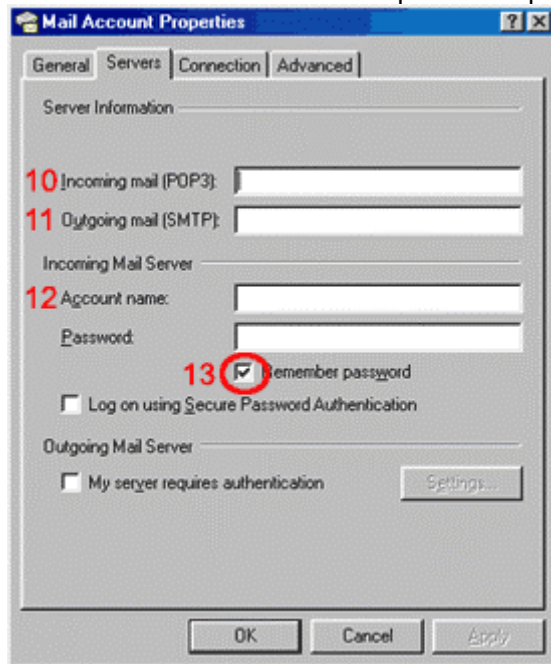 Mail Account Properties
General Servers Connection Advanced
Server Information
10 Incoming mail (POP3):
11 Outgoing mail (SMTP):
Incoming Mail Server
12 Account name:
Password:
13 Remember password
Log on using Secure Password Authentication
Outgoing Mail Server
My server requires authentication Settings...
OK Cancel Apply